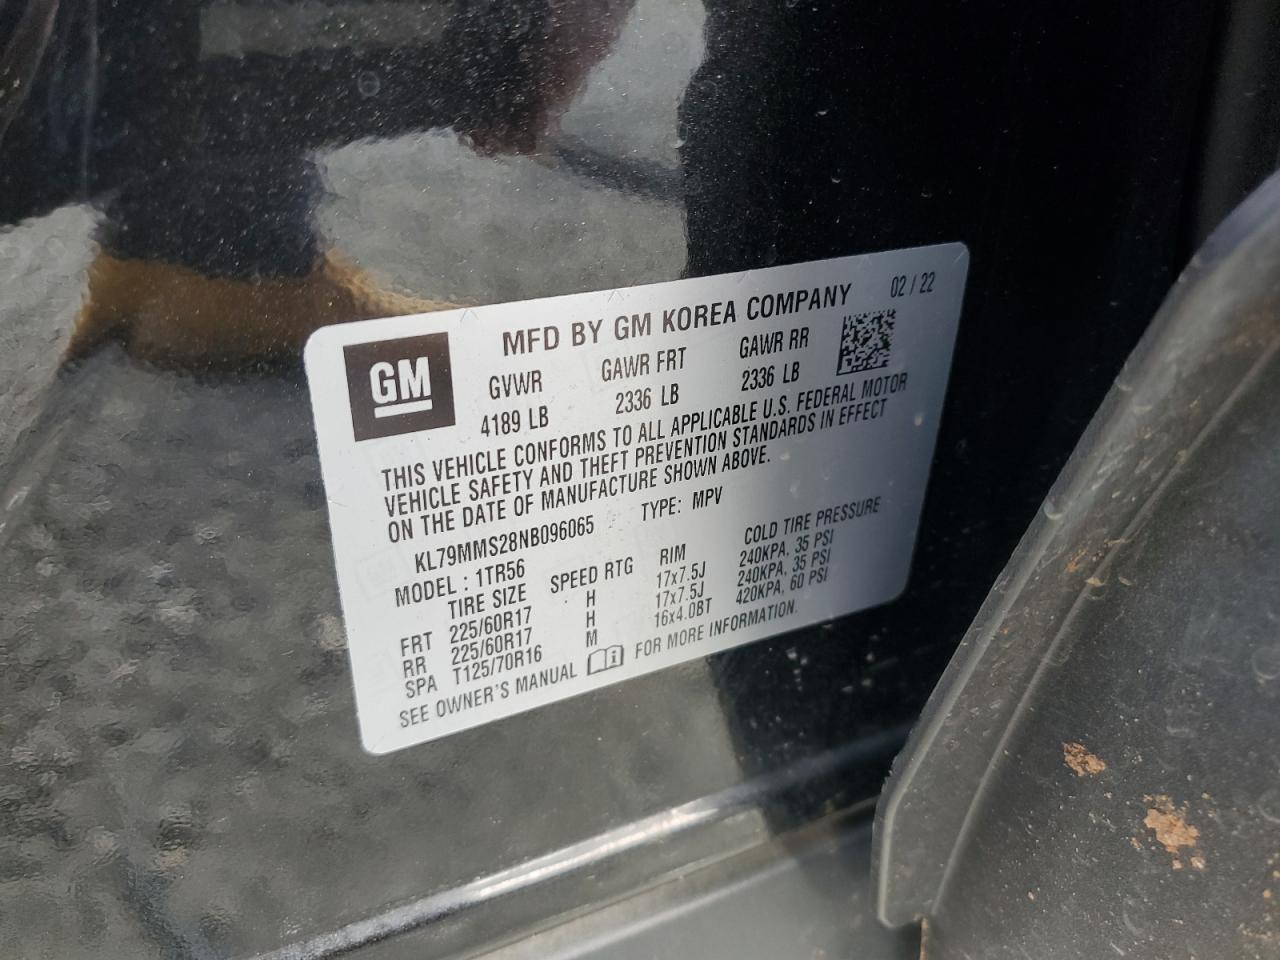 MFD BY GM KOREA COMPANY 02 / 22
GM
GVWR GAWR FRT GAWR RR
4189 LB 2336 LB 2336 LB
THIS VEHICLE CONFORMS TO ALL APPLICABLE U.S. FEDERAL MOTOR
VEHICLE SAFETY AND THEFT PREVENTION STANDARDS IN EFFECT
ON THE DATE OF MANUFACTURE SHOWN ABOVE.
KL79MMS28NB096065 TYPE: MPV
MODEL : 1TR56
TIRE SIZE SPEED RTG RIM COLD TIRE PRESSURE
FRT 225/60R17 H 17x7.5J 240KPA, 35 PSI
RR 225/60R17 H 17x7.5J 240KPA, 35 PSI
SPA T125/70R16 M 16x4.0BT 420KPA, 60 PSI
SEE OWNER'S MANUAL FOR MORE INFORMATION.